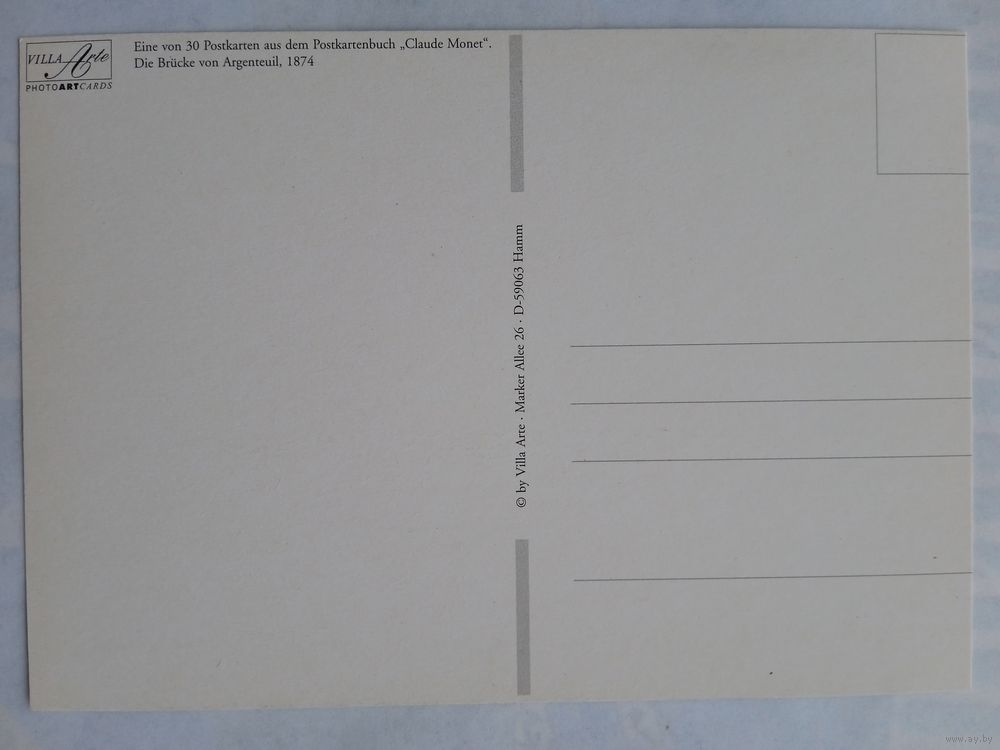 VILLA Arte
PHOTOARTCARDS
Eine von 30 Postkarten aus dem Postkartenbuch „Claude Monet“.
Die Brücke von Argenteuil, 1874
© by Villa Arte · Marker Allee 26 · D-59063 Hamm
www.ay.by